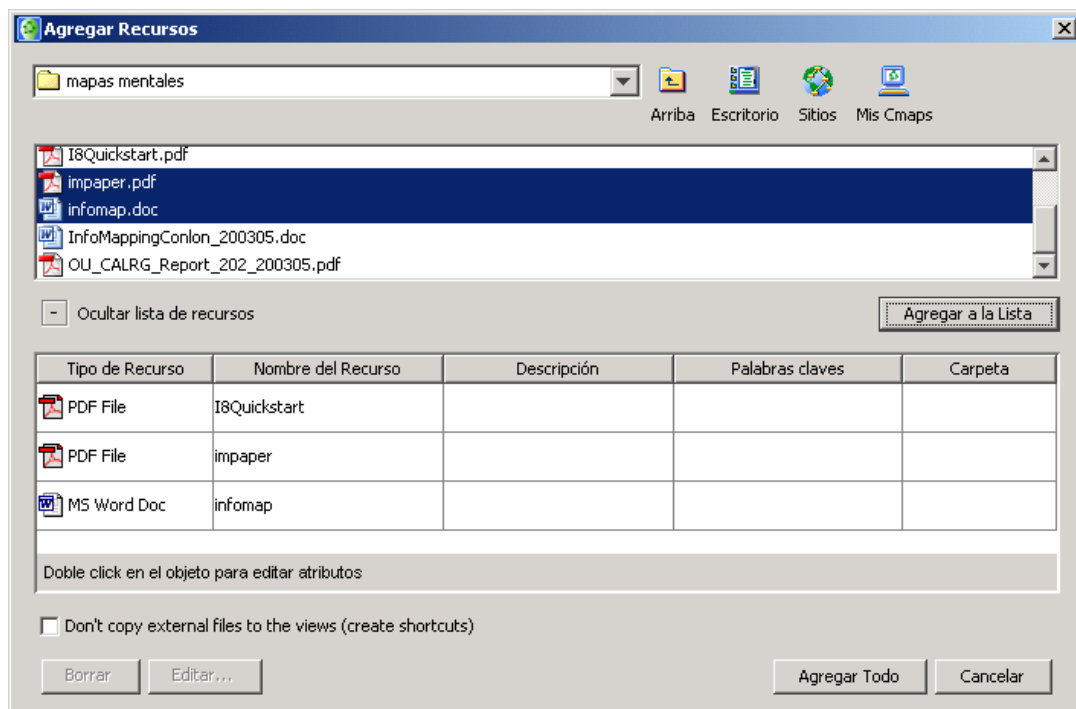 Agregar Recursos
mapas mentales
Arriba Escritorio Sitios Mis Cmaps
I8Quickstart.pdf
impaper.pdf
infomap.doc
InfoMappingConlon_200305.doc
OU_CALRG_Report_202_200305.pdf
- Ocultar lista de recursos Agregar a la Lista
Tipo de Recurso Nombre del Recurso Descripción Palabras claves Carpeta
PDF File I8Quickstart
PDF File impaper
MS Word Doc infomap
Doble click en el objeto para editar atributos
Don't copy external files to the views (create shortcuts)
Borrar Editar... Agregar Todo Cancelar